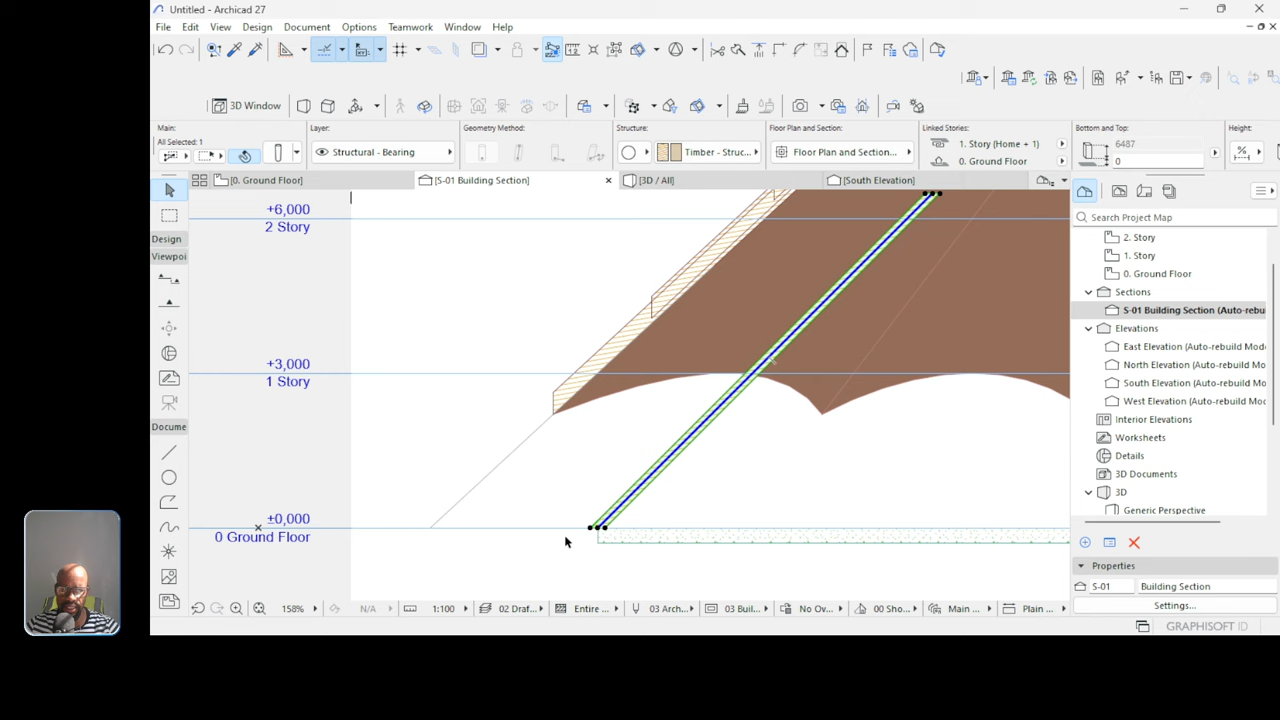 Untitled - Archicad 27
File Edit View Design Document Options Teamwork Window Help
3D Window
Main: Layer: Geometry Method: Structure: Floor Plan and Section: Linked Stories: Bottom and Top: Height:
All Selected: 1
Structural - Bearing
Timber - Struc...
Floor Plan and Section...
1. Story (Home + 1)
0. Ground Floor
6487
0
[0. Ground Floor]
[S-01 Building Section]
[3D / All]
[South Elevation]
Design
Viewpoi
Docume
+6,000
2 Story
+3,000
1 Story
±0,000
0 Ground Floor
Search Project Map
2. Story
1. Story
0. Ground Floor
Sections
S-01 Building Section (Auto-rebu
Elevations
East Elevation (Auto-rebuild Mod
North Elevation (Auto-rebuild Mo
South Elevation (Auto-rebuild Mo
West Elevation (Auto-rebuild Mod
Interior Elevations
Worksheets
Details
3D Documents
3D
Generic Perspective
Properties
S-01 Building Section
Settings...
158% N/A 1:100 02 Draf... Entire ... 03 Arch... 03 Buil... No Ov... 00 Sho... Main ... Plain ...
GRAPHISOFT ID